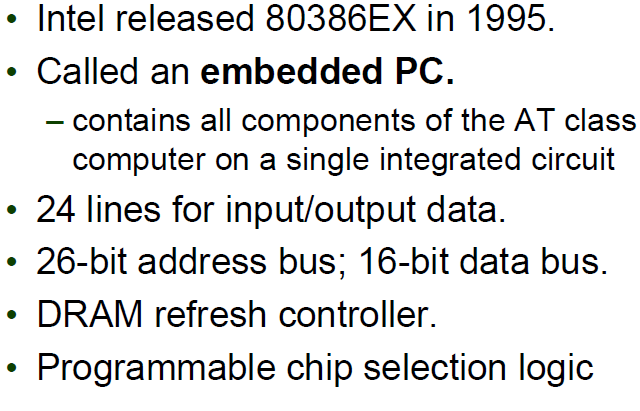 • Intel released 80386EX in 1995.
• Called an embedded PC.
– contains all components of the AT class
computer on a single integrated circuit
• 24 lines for input/output data.
• 26-bit address bus; 16-bit data bus.
• DRAM refresh controller.
• Programmable chip selection logic